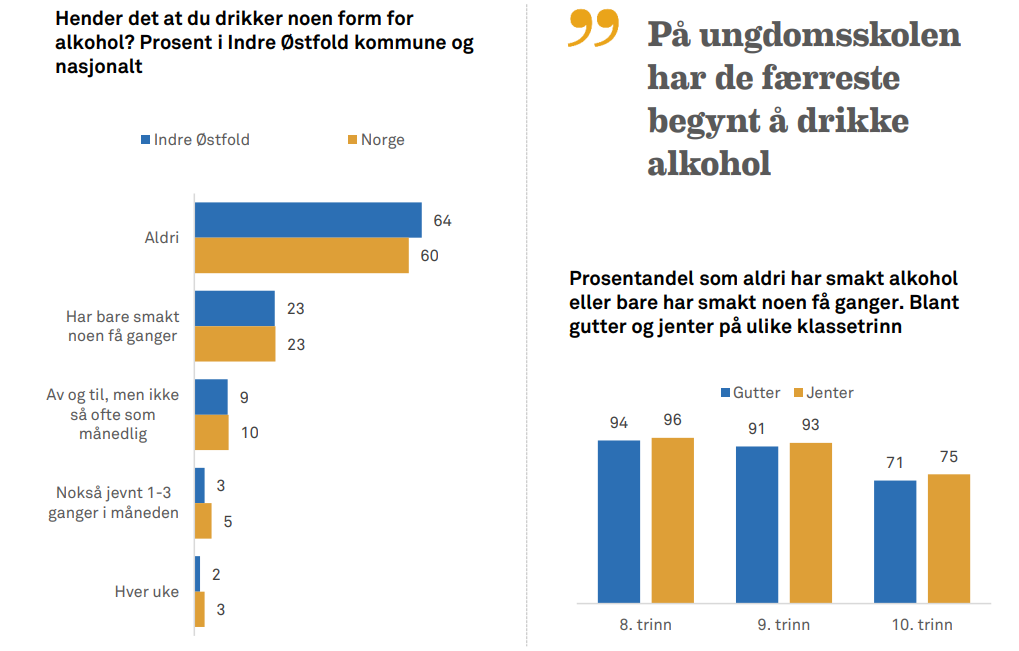 Hender det at du drikker noen form for
alkohol? Prosent i Indre Østfold kommune og
nasjonalt
Indre Østfold
Norge
Aldri
64
60
Har bare smakt
noen få ganger
23
23
Av og til, men ikke
så ofte som
månedlig
9
10
Nokså jevnt 1-3
ganger i måneden
3
5
Hver uke
2
3
”
På ungdomsskolen
har de færreste
begynt å drikke
alkohol
Prosentandel som aldri har smakt alkohol
eller bare har smakt noen få ganger. Blant
gutter og jenter på ulike klassetrinn
Gutter
Jenter
94
96
91
93
71
75
8. trinn
9. trinn
10. trinn